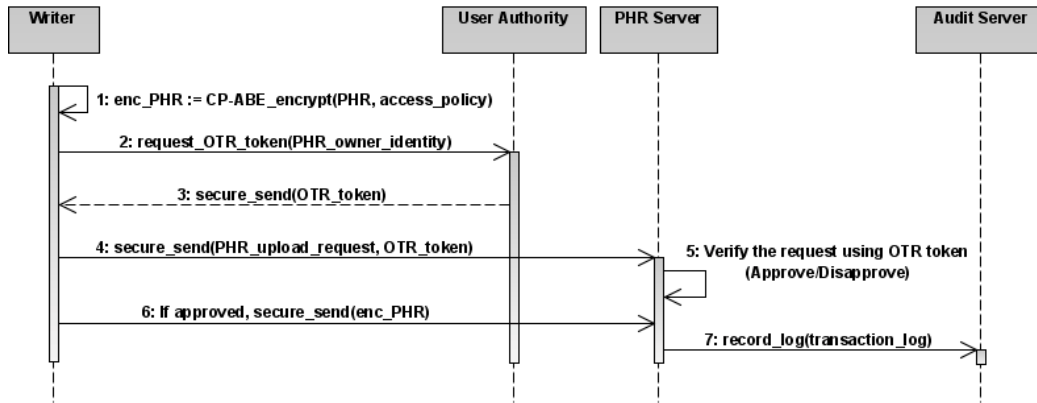 Writer
User Authority
PHR Server
Audit Server
1: enc_PHR := CP-ABE_encrypt(PHR, access_policy)
2: request_OTR_token(PHR_owner_identity)
3: secure_send(OTR_token)
4: secure_send(PHR_upload_request, OTR_token)
5: Verify the request using OTR token
(Approve/Disapprove)
6: If approved, secure_send(enc_PHR)
7: record_log(transaction_log)